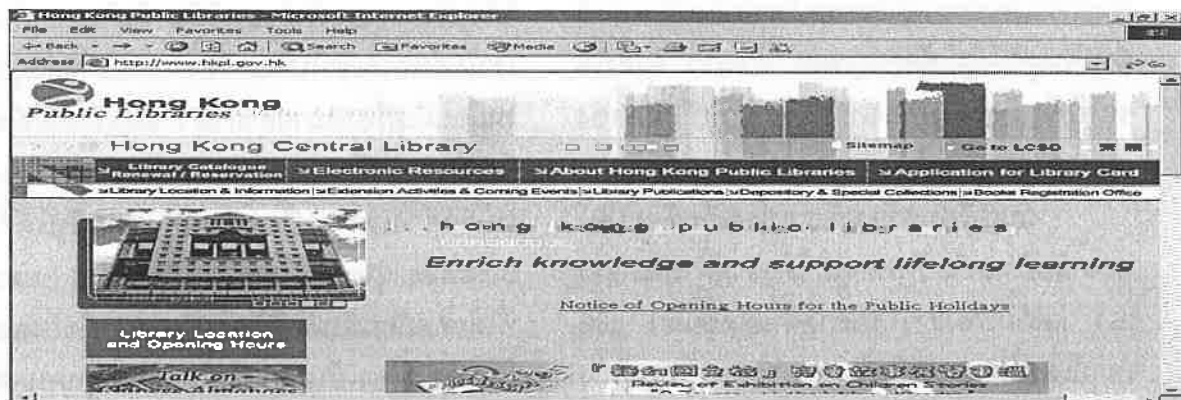 Hong Kong Public Libraries - Microsoft Internet Explorer
File Edit View Favorites Tools Help
Back Search Favorites Media
Address http://www.hkpl.gov.hk Go
Hong Kong
Public Libraries
Hong Kong Central Library Sitemap Go to LCSD
Library Catalogue Renewal/Reservation Electronic Resources About Hong Kong Public Libraries Application for Library Card
Library Location & Information Extension Activities & Coming Events Library Publications Depository & Special Collections Books Registration Office
hong kong public libraries
Enrich knowledge and support lifelong learning
Notice of Opening Hours for the Public Holidays
Library Location
and Opening Hours
Talk on
Review of Exhibition on Children Stories